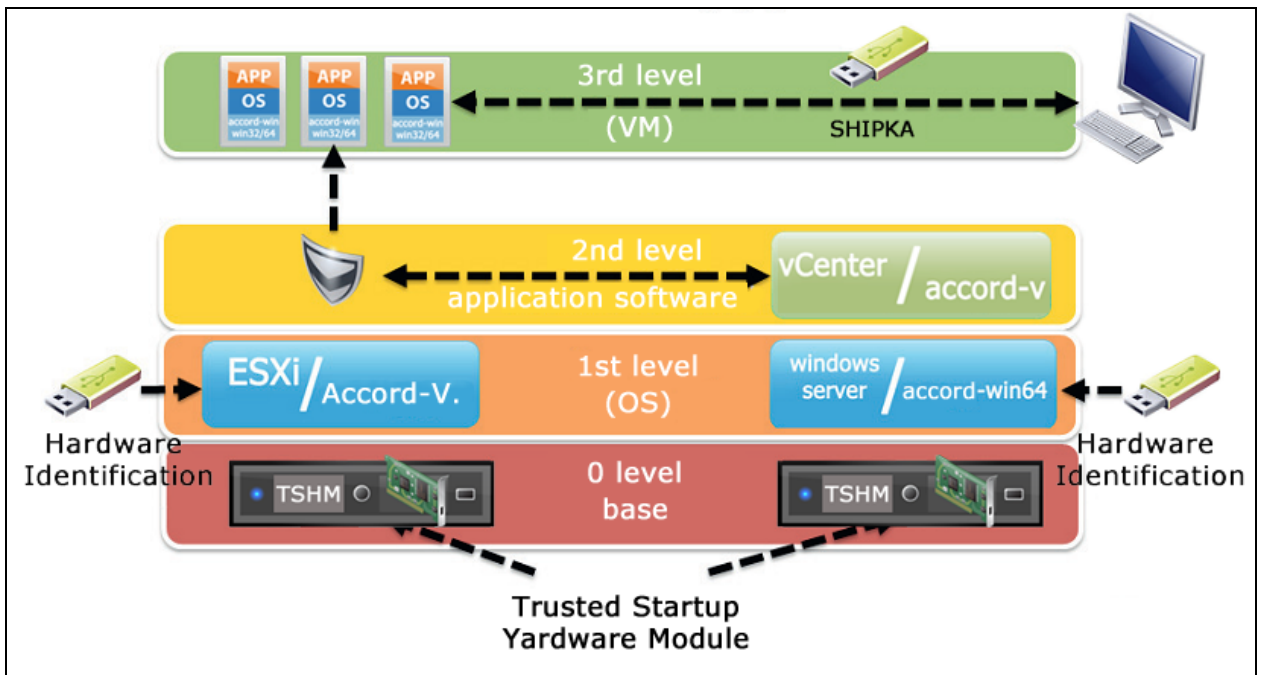 APP
OS
accord-win
win32/64
APP
OS
accord-win
win32/64
APP
OS
accord-win
win32/64
3rd level
(VM)
SHIPKA
2nd level
application software
vCenter / accord-v
ESXi / Accord-V.
1st level
(OS)
windows
server / accord-win64
Hardware
Identification
Hardware
Identification
TSHM
0 level
base
TSHM
Trusted Startup
Yardware Module